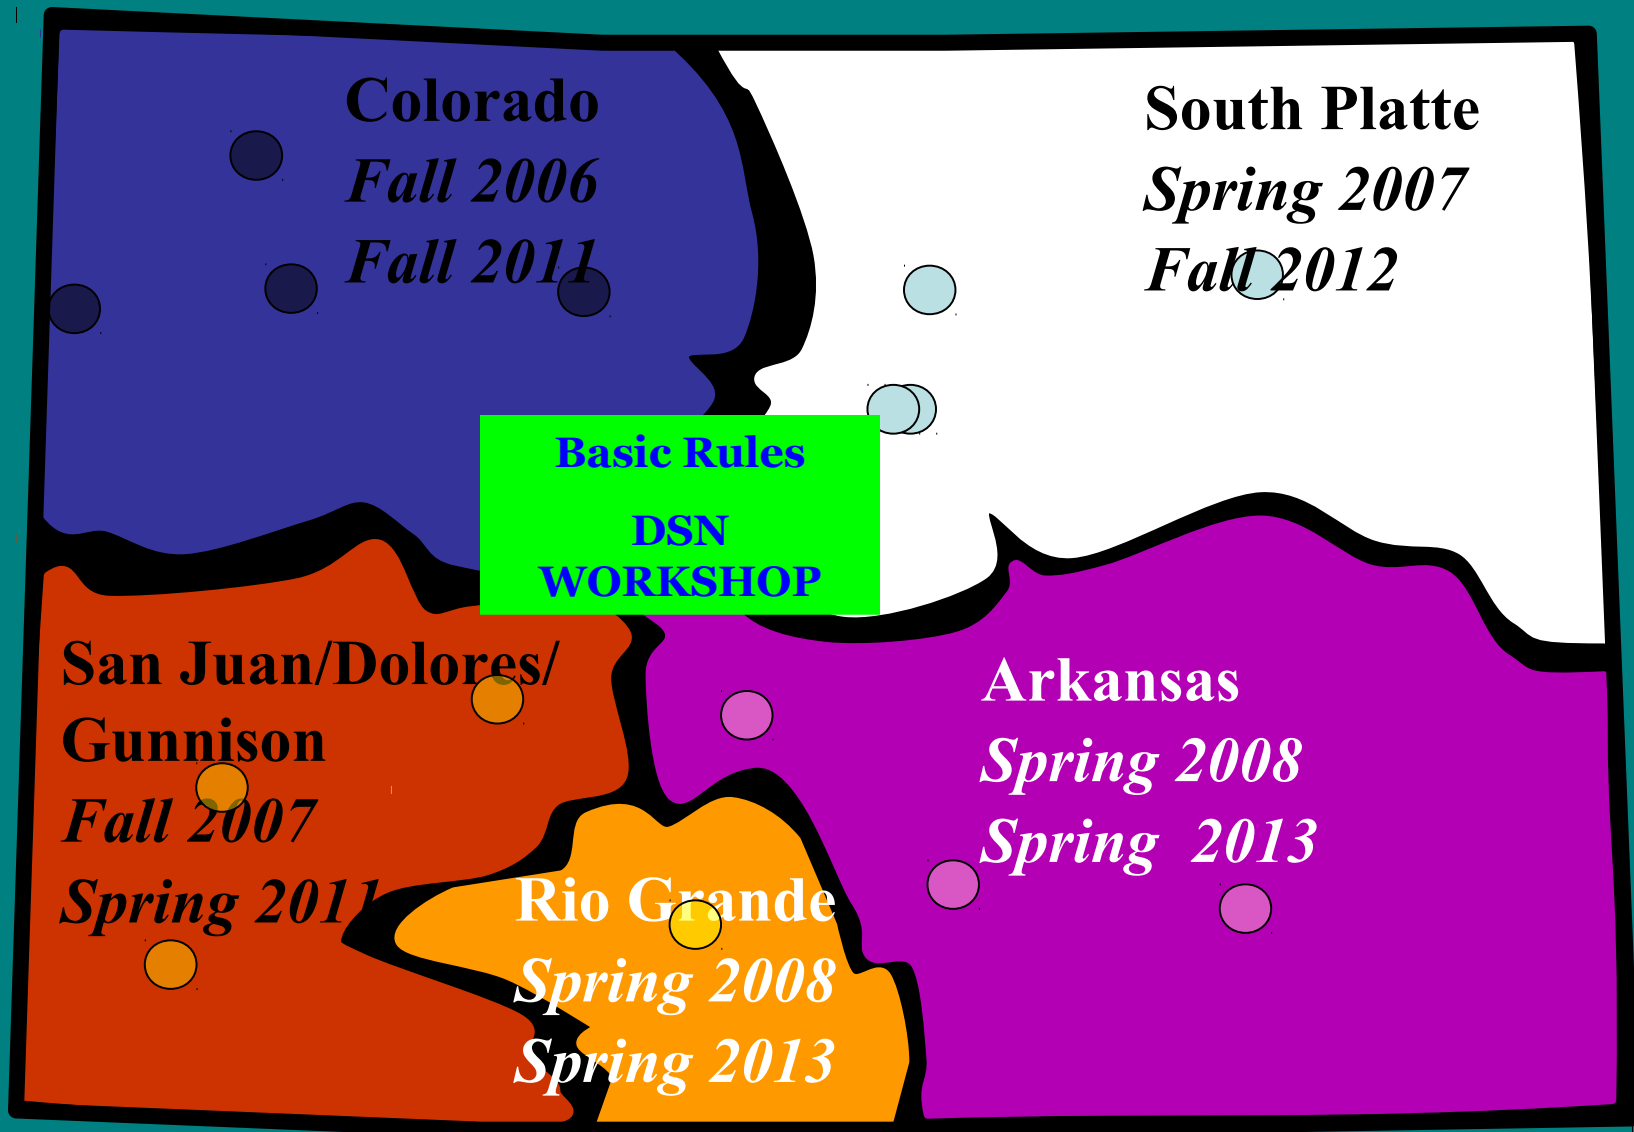 Colorado
Fall 2006
Fall 2011
South Platte
Spring 2007
Fall 2012
Basic Rules
DSN
WORKSHOP
San Juan/Dolores/
Gunnison
Fall 2007
Spring 2011
Arkansas
Spring 2008
Spring  2013
Rio Grande
Spring 2008
Spring 2013